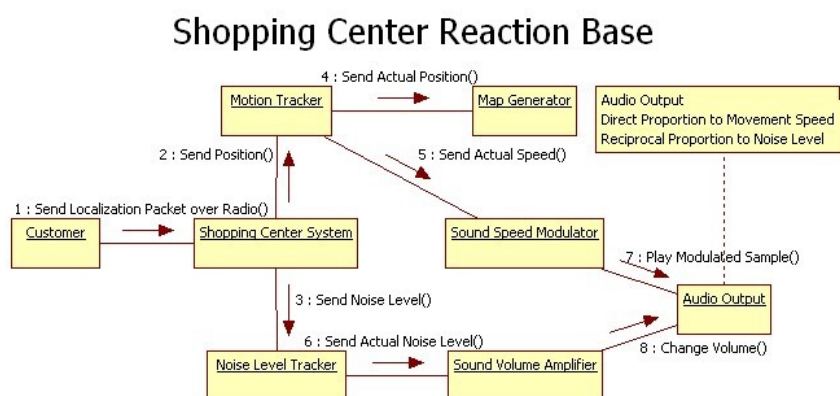 Shopping Center Reaction Base
4 : Send Actual Position()
Motion Tracker
Map Generator
Audio Output
Direct Proportion to Movement Speed
Reciprocal Proportion to Noise Level
2 : Send Position()
5 : Send Actual Speed()
1 : Send Localization Packet over Radio()
Customer
Shopping Center System
Sound Speed Modulator
7 : Play Modulated Sample()
3 : Send Noise Level()
Audio Output
6 : Send Actual Noise Level()
8 : Change Volume()
Noise Level Tracker
Sound Volume Amplifier